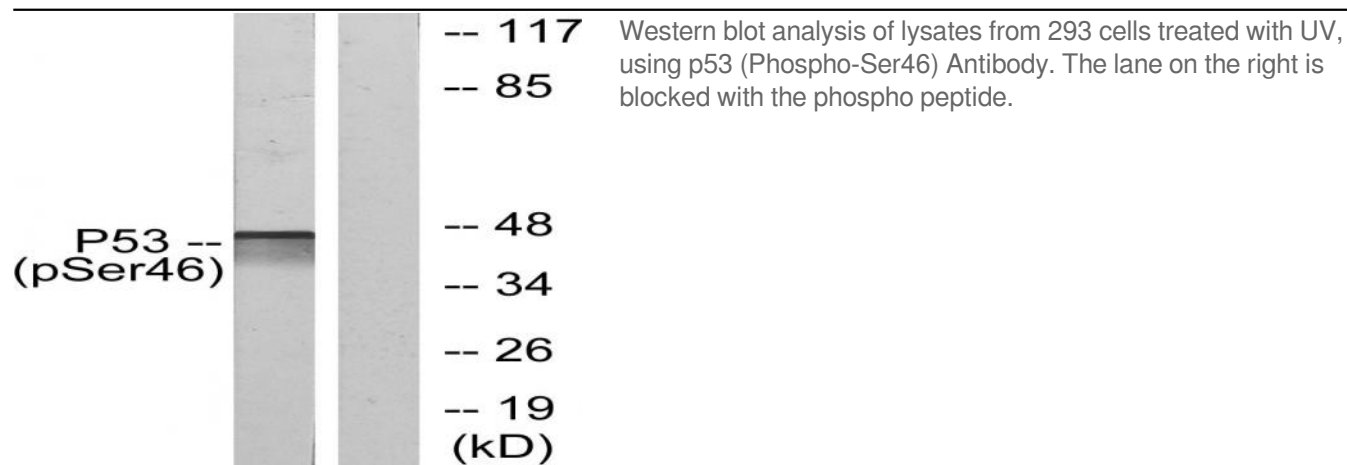 P53 --
(pSer46)
-- 117
-- 85
-- 48
-- 34
-- 26
-- 19
(kD)
Western blot analysis of lysates from 293 cells treated with UV,
using p53 (Phospho-Ser46) Antibody. The lane on the right is
blocked with the phospho peptide.